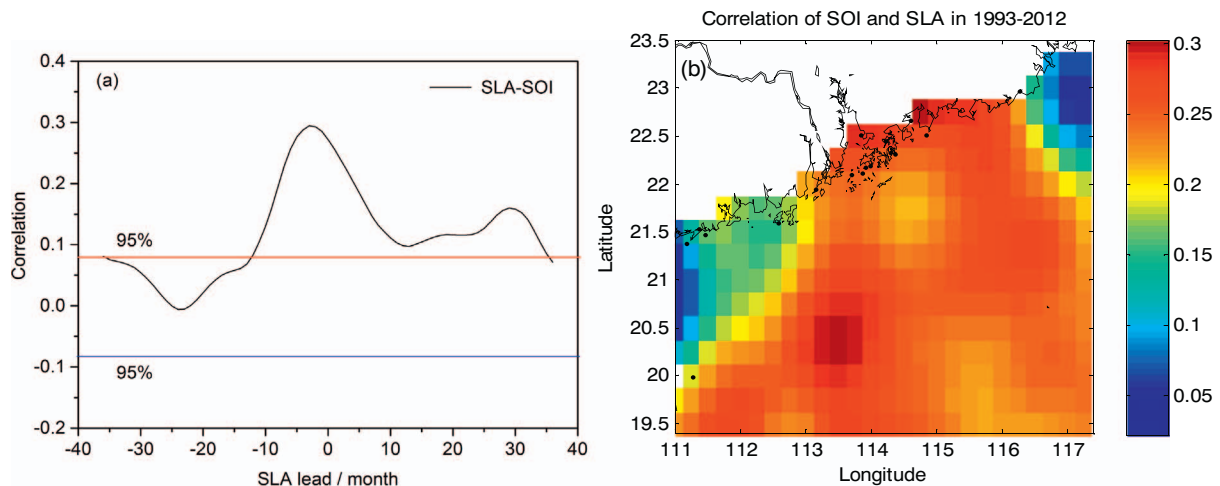 (a)
SLA-SOI
0.4
0.3
0.2
0.1
0.0
-0.1
-0.2
95%
95%
Correlation
-40 -30 -20 -10 0 10 20 30 40
SLA lead / month
Correlation of SOI and SLA in 1993-2012
(b)
23.5
23
22.5
22
21.5
21
20.5
20
19.5
Latitude
111 112 113 114 115 116 117
Longitude
0.3
0.25
0.2
0.15
0.1
0.05